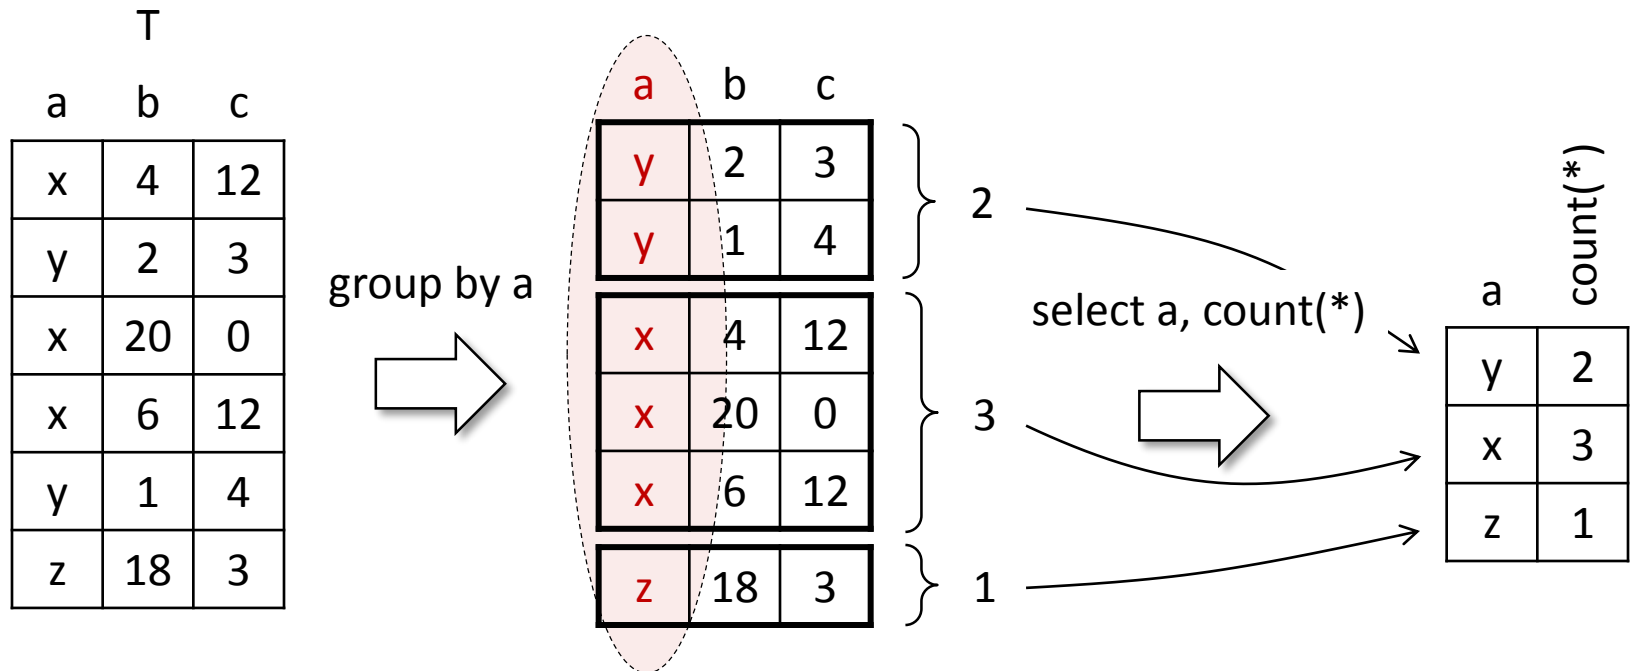 T
a b c
x 4 12
y 2 3
x 20 0
x 6 12
y 1 4
z 18 3
group by a
a b c
y 2 3
y 1 4
x 4 12
x 20 0
x 6 12
z 18 3
2
3
1
select a, count(*)
a count(*)
y 2
x 3
z 1